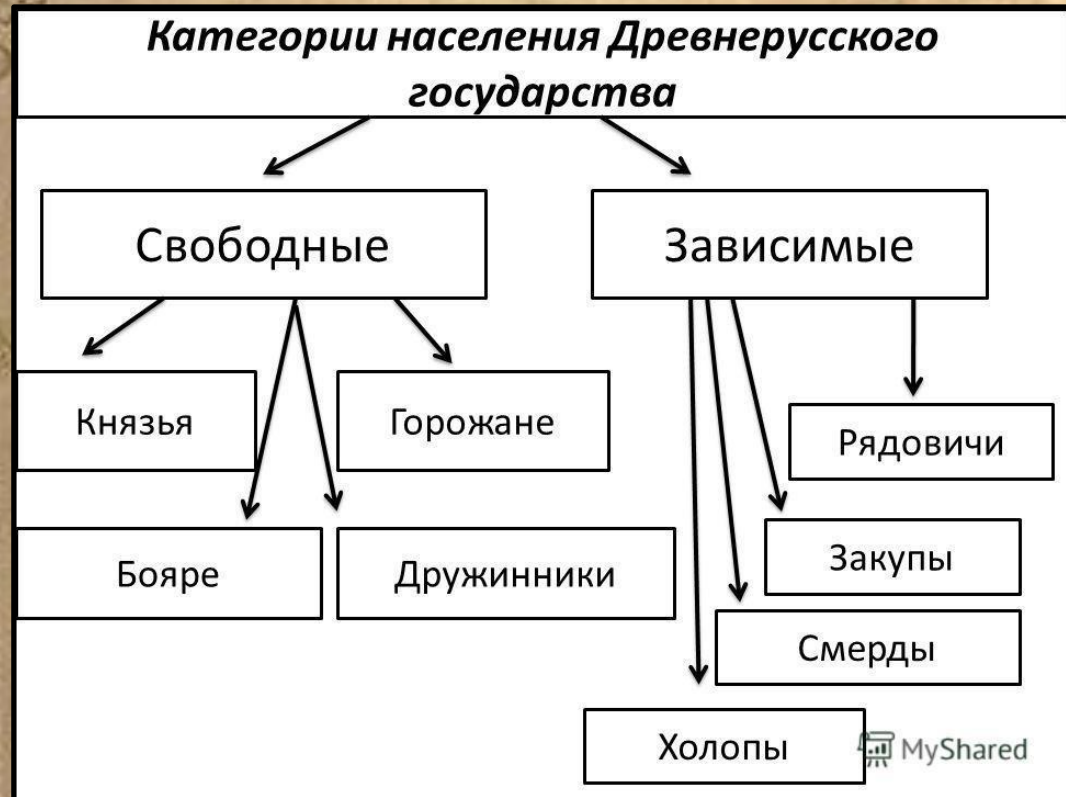 Категории населения Древнерусского
государства
Свободные
Зависимые
Князья
Горожане
Рядовичи
Бояре
Дружинники
Закупы
Смерды
Холопы
MyShared